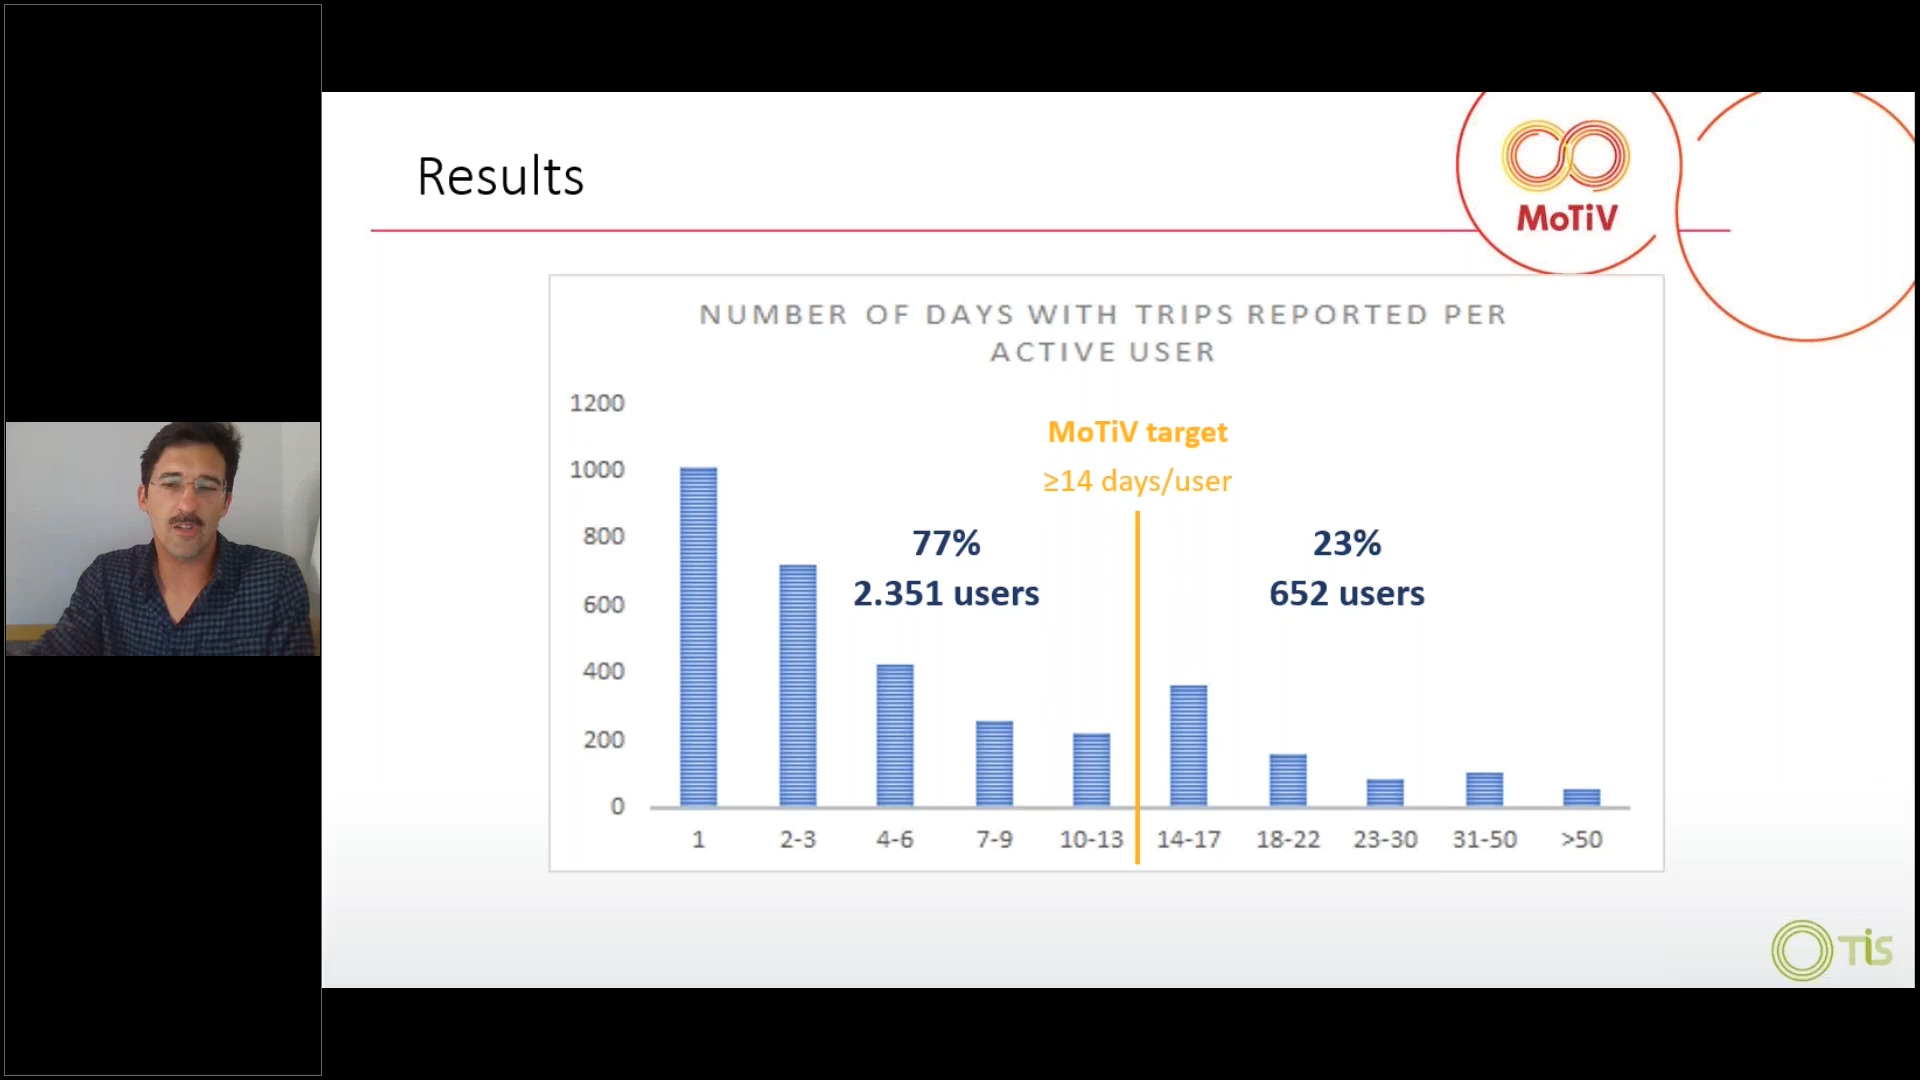 Results
MoTiV
NUMBER OF DAYS WITH TRIPS REPORTED PER
ACTIVE USER
1200
1000
800
600
400
200
0
MoTiV target
≥14 days/user
77%
2.351 users
23%
652 users
1 2-3 4-6 7-9 10-13 14-17 18-22 23-30 31-50 >50
TiS